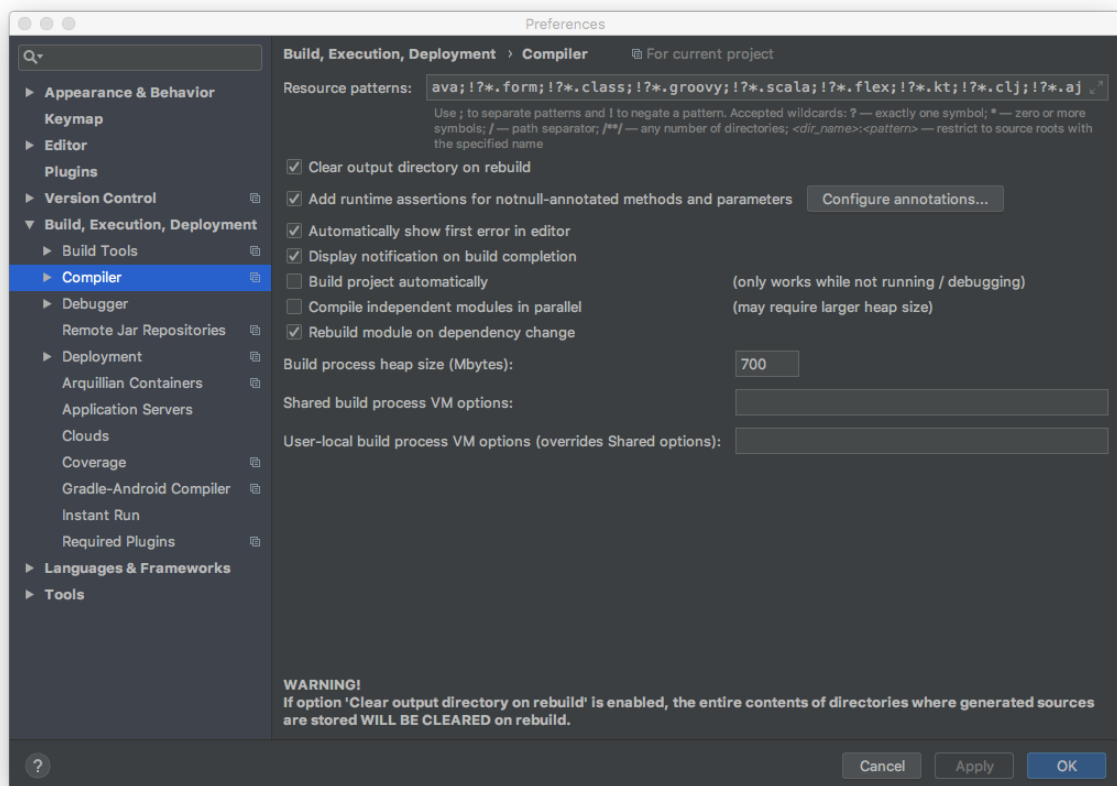 Preferences
Appearance & Behavior
Keymap
Editor
Plugins
Version Control
Build, Execution, Deployment
Build Tools
Compiler
Debugger
Remote Jar Repositories
Deployment
Arquillian Containers
Application Servers
Clouds
Coverage
Gradle-Android Compiler
Instant Run
Required Plugins
Languages & Frameworks
Tools
Build, Execution, Deployment › Compiler For current project
Resource patterns: ava;!?*.form;!?*.class;!?*.groovy;!?*.scala;!?*.flex;!?*.kt;!?*.clj;!?*.aj
Use ; to separate patterns and ! to negate a pattern. Accepted wildcards: ? — exactly one symbol; * — zero or more
symbols; / — path separator; /**/ — any number of directories; <dir_name>:<pattern> — restrict to source roots with
the specified name
Clear output directory on rebuild
Add runtime assertions for notnull-annotated methods and parameters Configure annotations...
Automatically show first error in editor
Display notification on build completion
Build project automatically (only works while not running / debugging)
Compile independent modules in parallel (may require larger heap size)
Rebuild module on dependency change
Build process heap size (Mbytes): 700
Shared build process VM options:
User-local build process VM options (overrides Shared options):
WARNING!
If option 'Clear output directory on rebuild' is enabled, the entire contents of directories where generated sources
are stored WILL BE CLEARED on rebuild.
? Cancel Apply OK